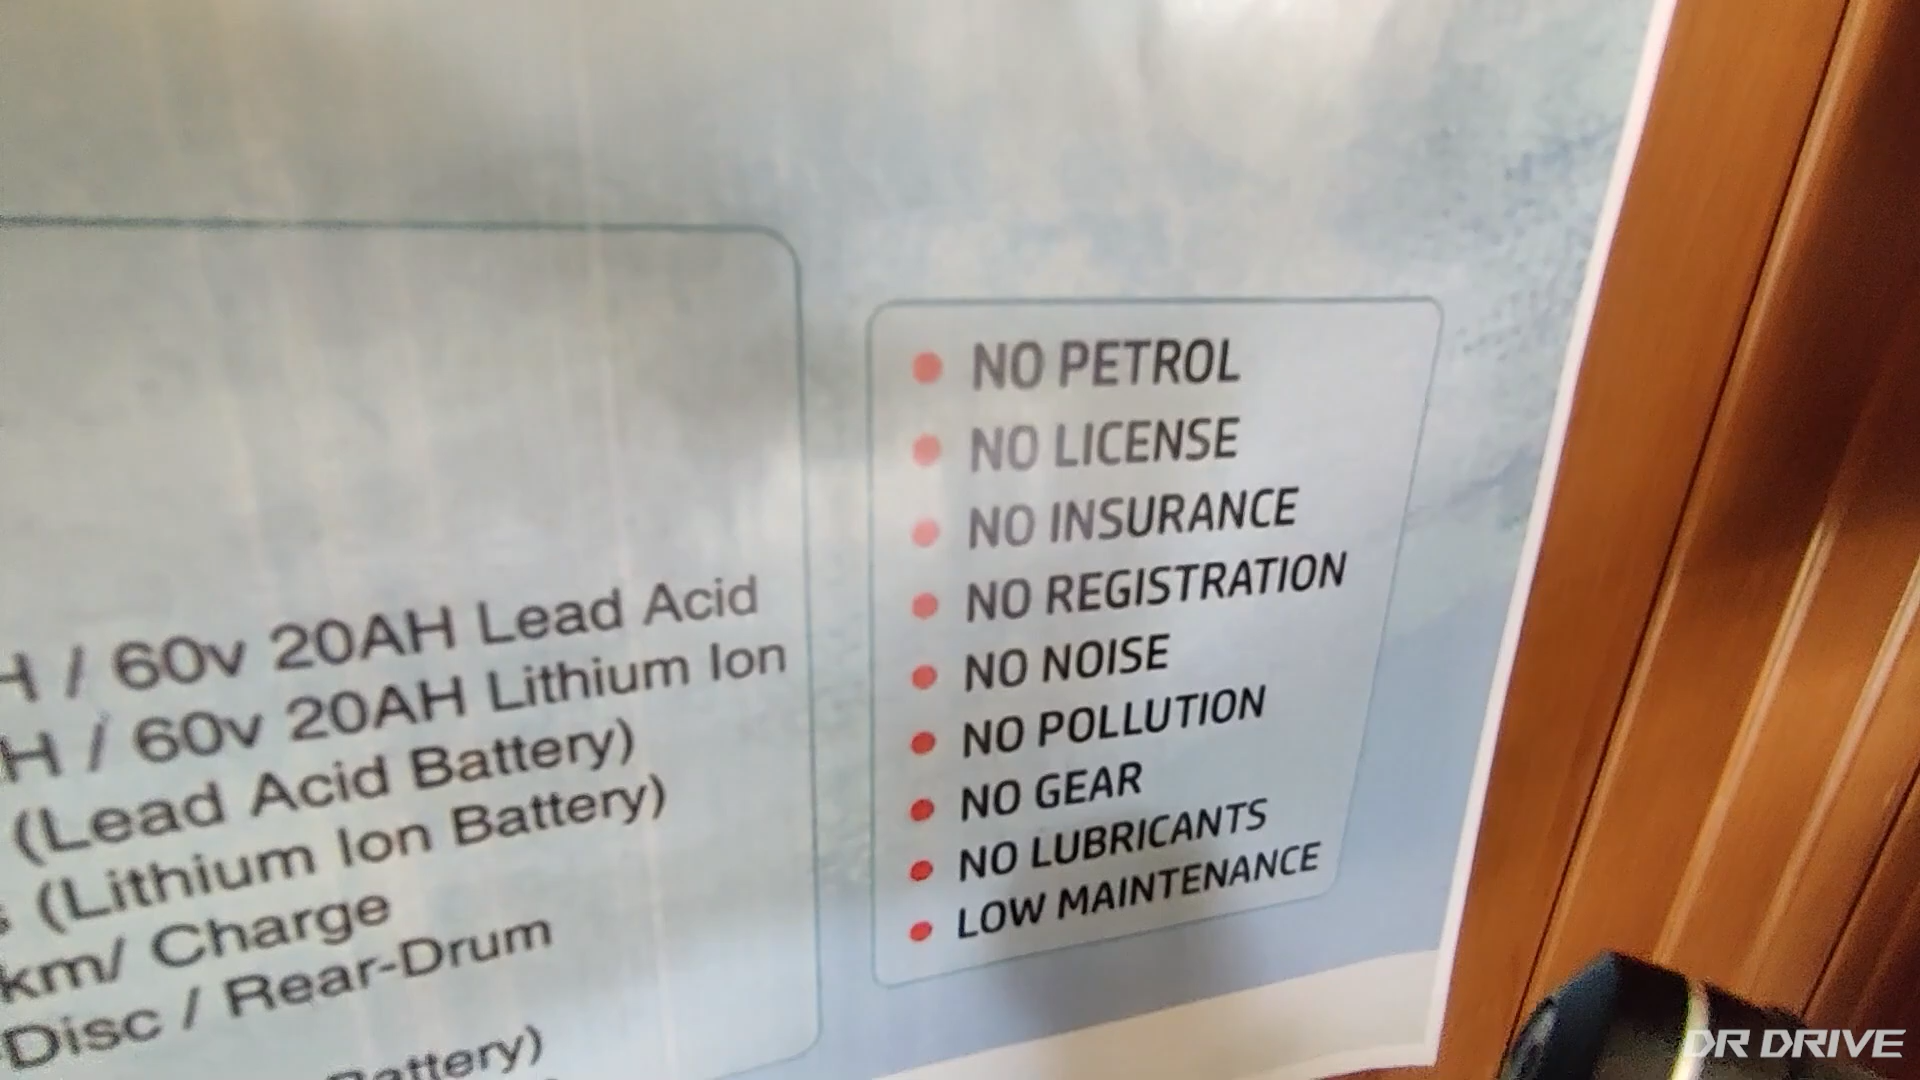 H / 60v 20AH Lead Acid
H / 60v 20AH Lithium Ion
(Lead Acid Battery)
(Lithium Ion Battery)
km/ Charge
Disc / Rear-Drum
attery)
NO PETROL
NO LICENSE
NO INSURANCE
NO REGISTRATION
NO NOISE
NO POLLUTION
NO GEAR
NO LUBRICANTS
LOW MAINTENANCE
DR DRIVE